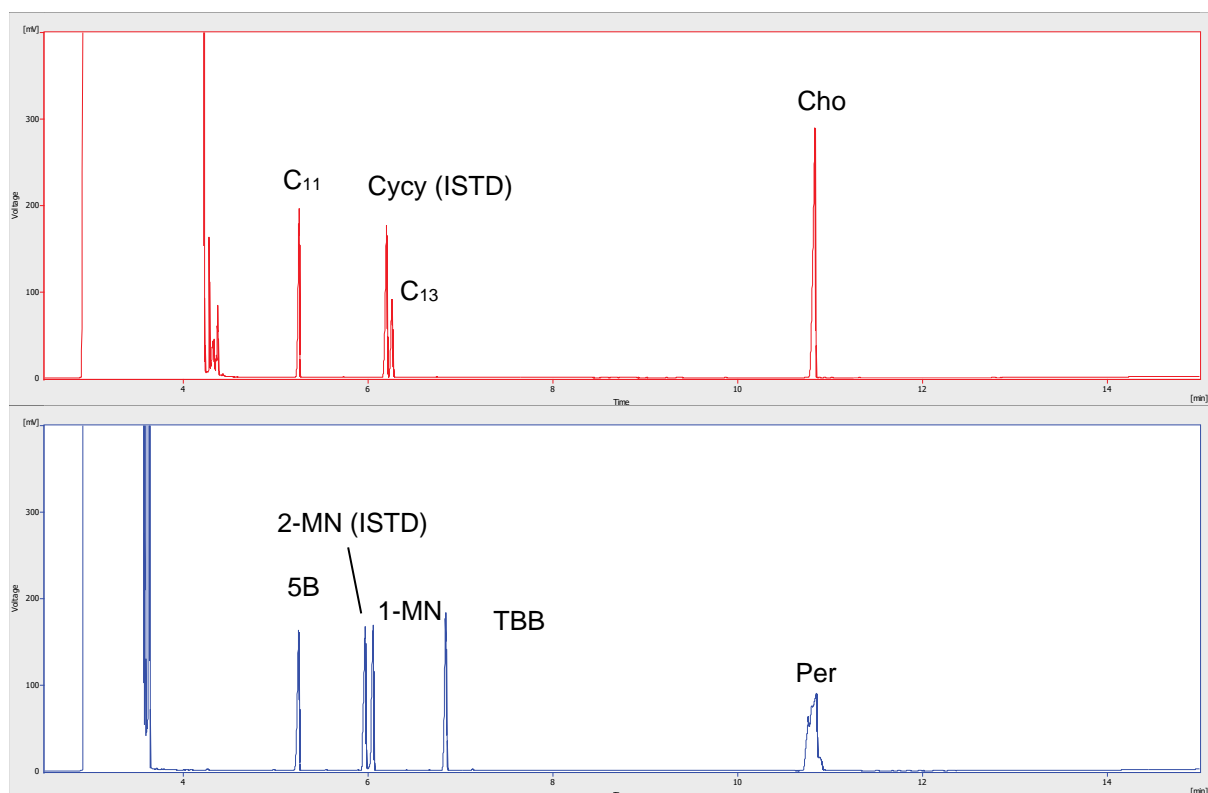 [mV]
Cho
300
C₁₁
Cycy (ISTD)
200
Voltage
C₁₃
100
0
4 6 8 10 12 14
Time
[min.]
[mV]
300
2-MN (ISTD)
5B
1-MN
TBB
200
Voltage
Per
100
0
4 6 8 10 12 14
[min.]